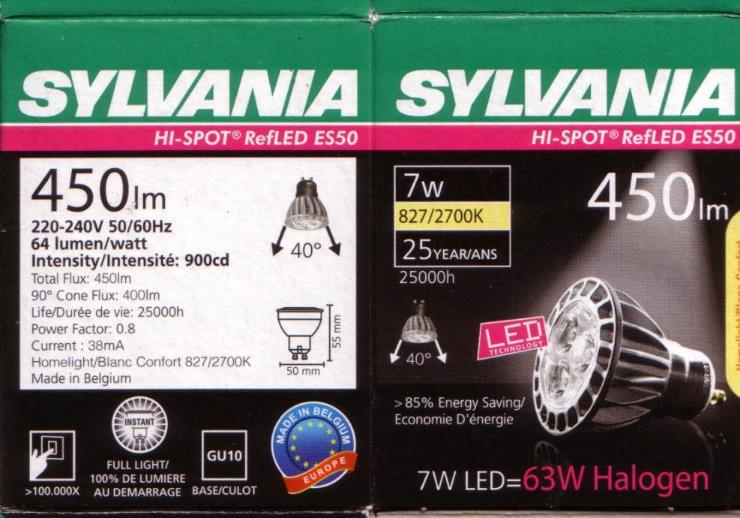 SYLVANIA
HI-SPOT® RefLED ES50
450lm
220-240V 50/60Hz
64 lumen/watt
Intensity/Intensité: 900cd
Total Flux: 450lm
90° Cone Flux: 400lm
Life/Durée de vie: 25000h
Power Factor: 0.8
Current : 38mA
Homelight/Blanc Confort 827/2700K
Made in Belgium
40°
55 mm
50 mm
>100.000X
INSTANT
FULL LIGHT/
100% DE LUMIERE
AU DEMARRAGE
GU10
BASE/CULOT
MADE IN BELGIUM
EUROPE
SYLVANIA
HI-SPOT® RefLED ES50
7W
827/2700K
25 YEAR/ANS
25000h
450lm
40°
LED
TECHNOLOGY
>85% Energy Saving/
Economie D'énergie
7W LED=63W Halogen